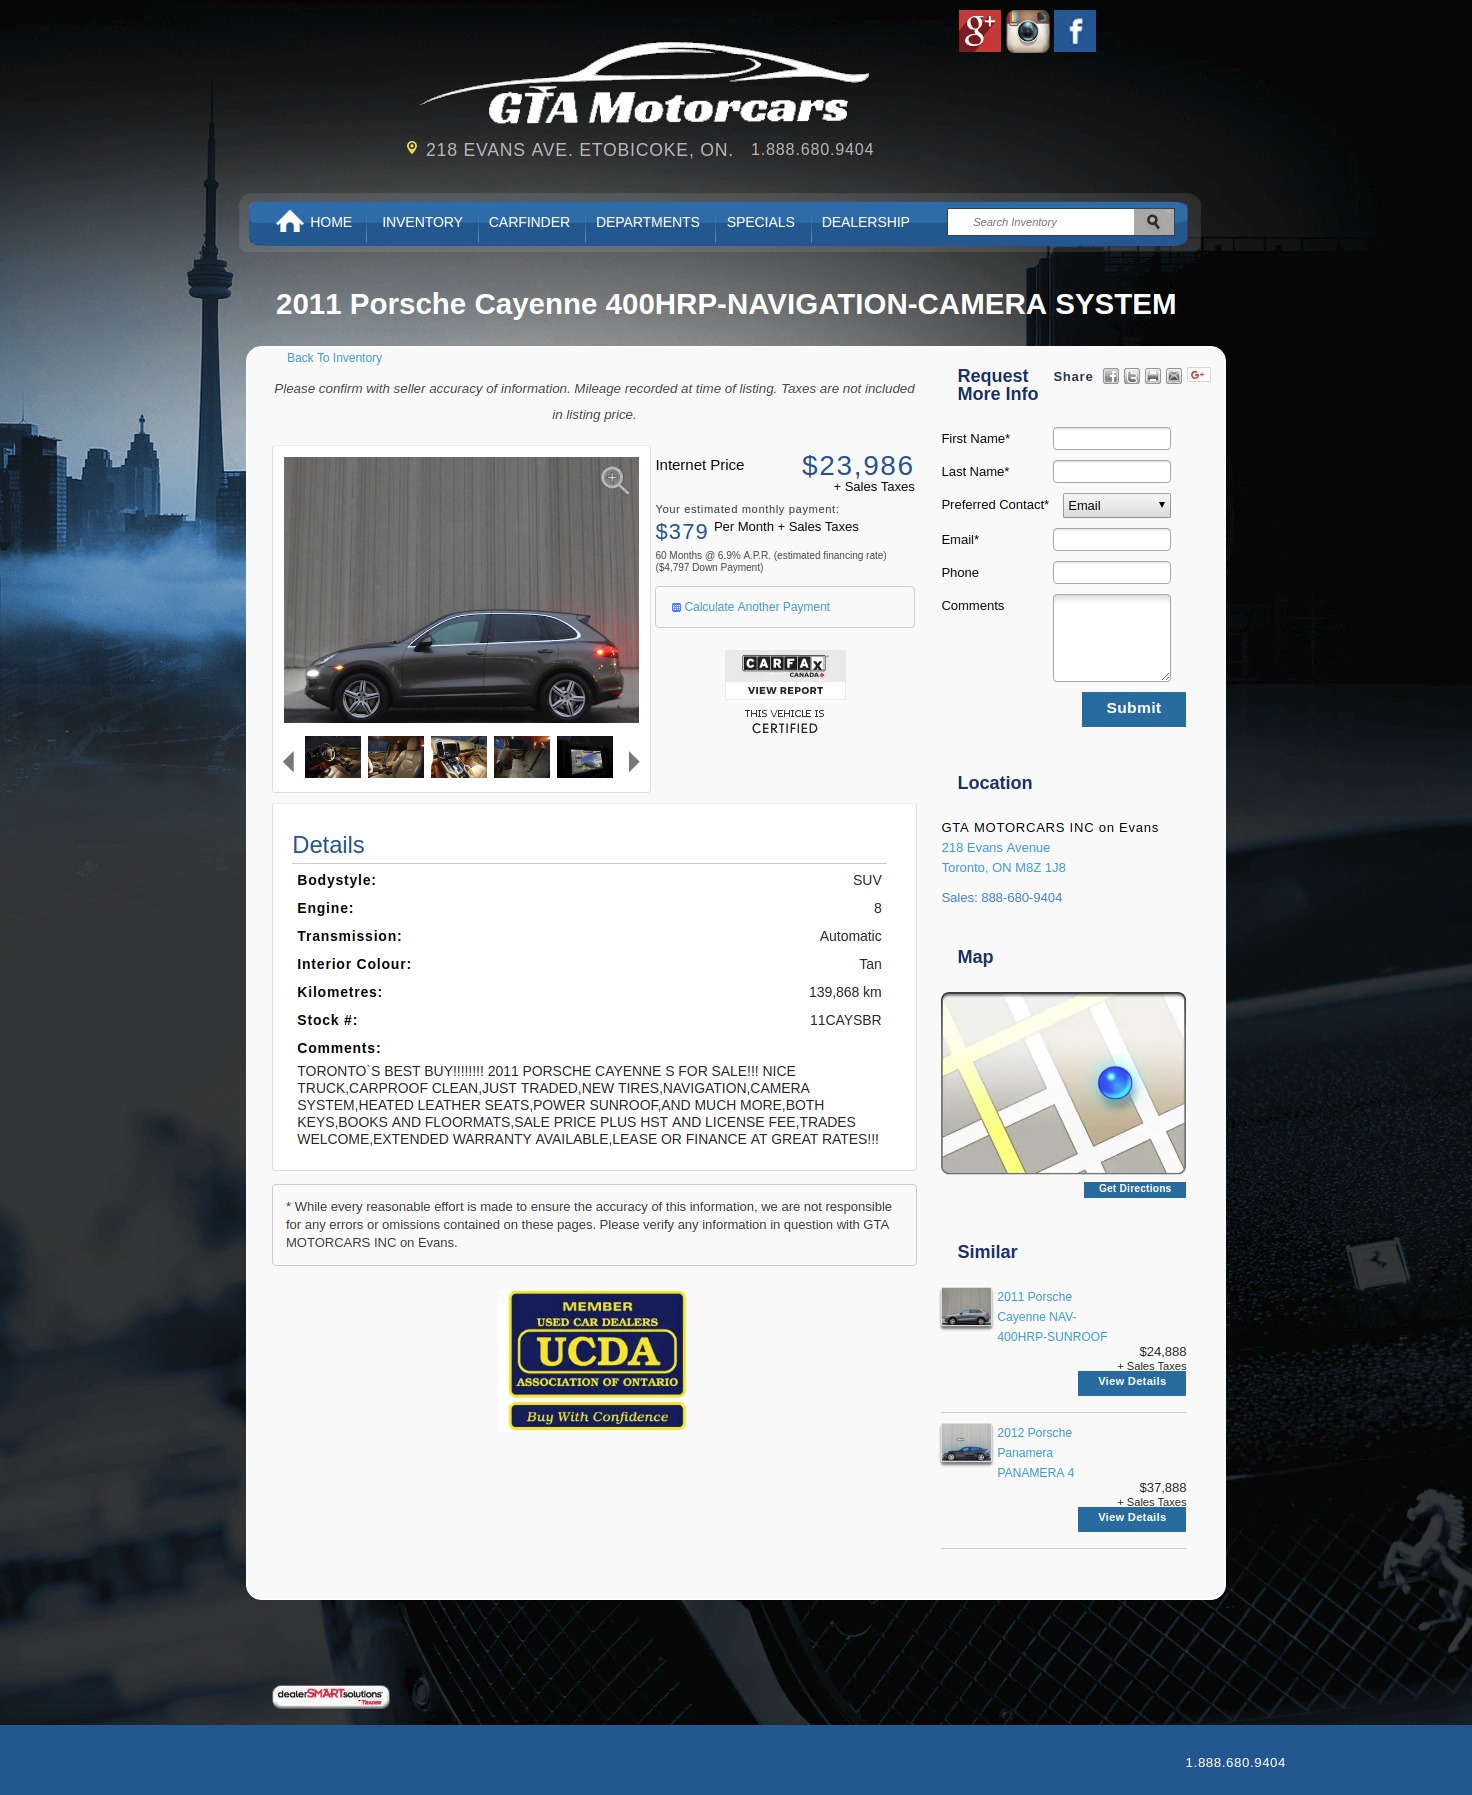 g+
f
GTA Motorcars
218 EVANS AVE. ETOBICOKE, ON. 1.888.680.9404
HOME INVENTORY CARFINDER DEPARTMENTS SPECIALS DEALERSHIP Search Inventory
2011 Porsche Cayenne 400HRP-NAVIGATION-CAMERA SYSTEM
Back To Inventory
Please confirm with seller accuracy of information. Mileage recorded at time of listing. Taxes are not included
in listing price.
Internet Price $23,986
+ Sales Taxes
Your estimated monthly payment:
$379 Per Month + Sales Taxes
60 Months @ 6.9% A.P.R. (estimated financing rate)
($4,797 Down Payment)
Calculate Another Payment
CARFAX
CANADA
VIEW REPORT
THIS VEHICLE IS
CERTIFIED
Details
Bodystyle: SUV
Engine: 8
Transmission: Automatic
Interior Colour: Tan
Kilometres: 139,868 km
Stock #: 11CAYSBR
Comments:
TORONTO`S BEST BUY!!!!!!!! 2011 PORSCHE CAYENNE S FOR SALE!!! NICE
TRUCK,CARPROOF CLEAN,JUST TRADED,NEW TIRES,NAVIGATION,CAMERA
SYSTEM,HEATED LEATHER SEATS,POWER SUNROOF,AND MUCH MORE,BOTH
KEYS,BOOKS AND FLOORMATS,SALE PRICE PLUS HST AND LICENSE FEE,TRADES
WELCOME,EXTENDED WARRANTY AVAILABLE,LEASE OR FINANCE AT GREAT RATES!!!
* While every reasonable effort is made to ensure the accuracy of this information, we are not responsible
for any errors or omissions contained on these pages. Please verify any information in question with GTA
MOTORCARS INC on Evans.
MEMBER
USED CAR DEALERS
UCDA
ASSOCIATION OF ONTARIO
Buy With Confidence
Request
More Info
Share f t G+
First Name*
Last Name*
Preferred Contact* Email
Email*
Phone
Comments
Submit
Location
GTA MOTORCARS INC on Evans
218 Evans Avenue
Toronto, ON M8Z 1J8
Sales: 888-680-9404
Map
Get Directions
Similar
2011 Porsche
Cayenne NAV-
400HRP-SUNROOF
$24,888
+ Sales Taxes
View Details
2012 Porsche
Panamera
PANAMERA 4
$37,888
+ Sales Taxes
View Details
dealerSMARTsolutions
TRADER
1.888.680.9404